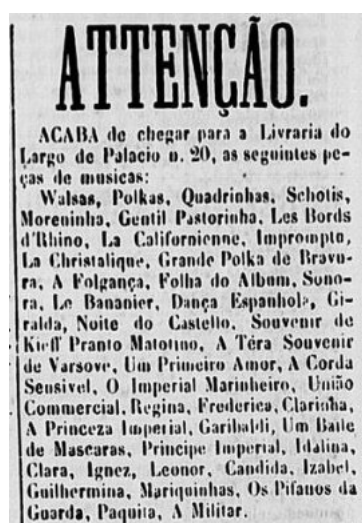 ATTENÇÃO.
ACABA de chegar para a Livraria do
Largo de Palacio n. 20, as seguintes pe-
ças de musicas:
Walsas, Polkas, Quadrinhas, Schotis,
Moreninha, Gentil Pastorinha, Les Bords
d'Rhino, La Californienne, Impromptu,
La Christalique, Grande Polka de Bravu-
ra, A Folgança, Folha do Album, Sono-
ra, Le Bananier, Dança Espanhola, Gi-
ralda, Noite do Castello, Souvenir de
Kieff Pranto Matotino, A Téra Souvenir
de Varsove, Um Primeiro Amor, A Corda
Sensivel, O Imperial Marinheiro, União
Commercial, Regina, Frederica, Clarinha,
A Princeza Imperial, Garibaldi, Um Baile
de Mascaras, Principe Imperial, Idalina,
Clara, Ignez, Leonor, Candida, Izabel,
Guilhermina, Mariquinhas, Os Pifanos da
Guarda, Paquita, A Militar.